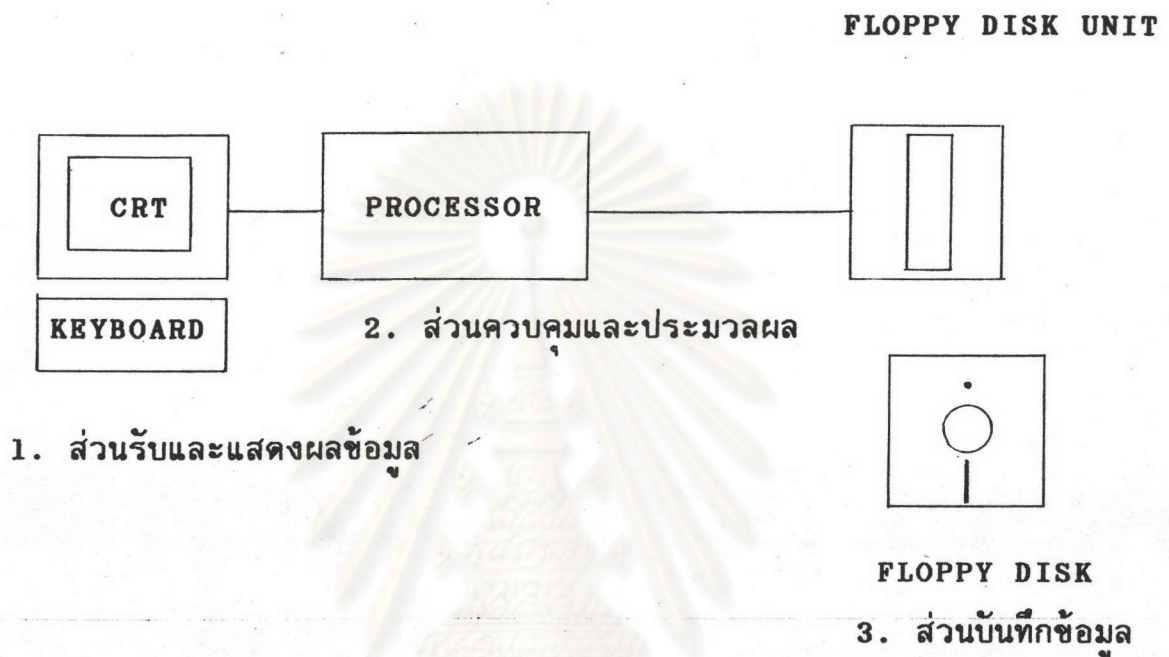 FLOPPY DISK UNIT
CRT
PROCESSOR
KEYBOARD
2. ส่วนควบคุมและประมวลผล
1. ส่วนรับและแสดงผลข้อมูล
FLOPPY DISK
3. ส่วนบันทึกข้อมูล